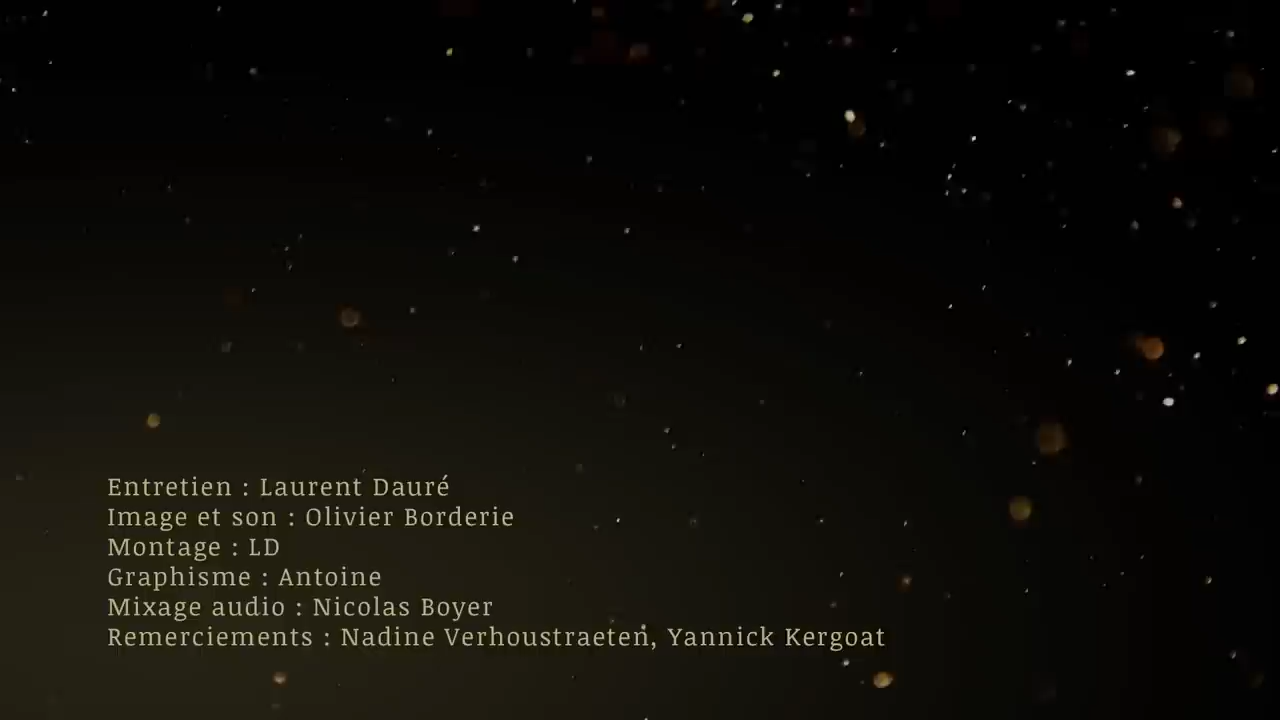 Entretien : Laurent Dauré
Image et son : Olivier Borderie
Montage : LD
Graphisme : Antoine
Mixage audio : Nicolas Boyer
Remerciements : Nadine Verhoustraeten, Yannick Kergoat